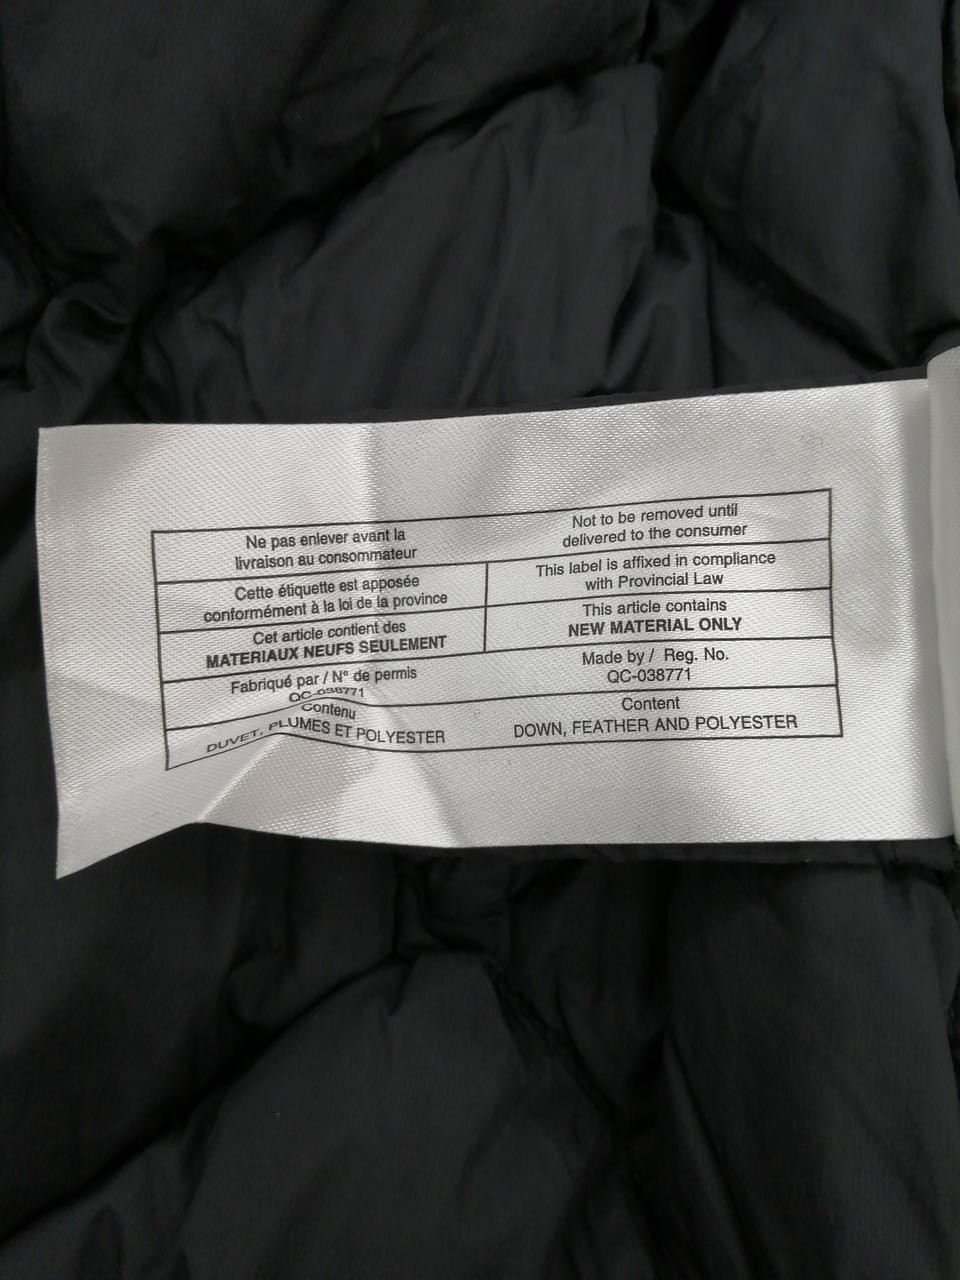 Ne pas enlever avant la
livraison au consommateur
Not to be removed until
delivered to the consumer
Cette étiquette est apposée
conformément à la loi de la province
This label is affixed in compliance
with Provincial Law
Cet article contient des
MATERIAUX NEUFS SEULEMENT
This article contains
NEW MATERIAL ONLY
Fabriqué par / N° de permis
QC-038771
Made by / Reg. No.
QC-038771
Contenu
DUVET, PLUMES ET POLYESTER
Content
DOWN, FEATHER AND POLYESTER